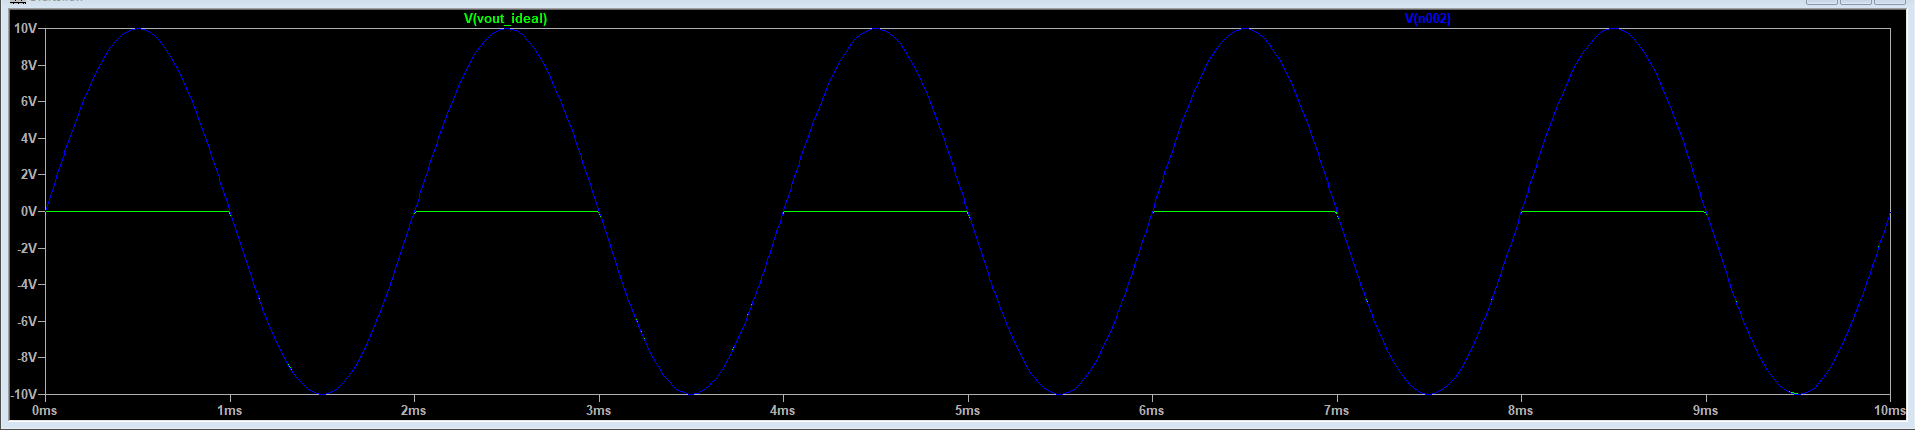 V(vout_ideal) V(n002)
10V
8V
6V
4V
2V
0V
-2V
-4V
-6V
-8V
-10V
0ms 1ms 2ms 3ms 4ms 5ms 6ms 7ms 8ms 9ms 10ms